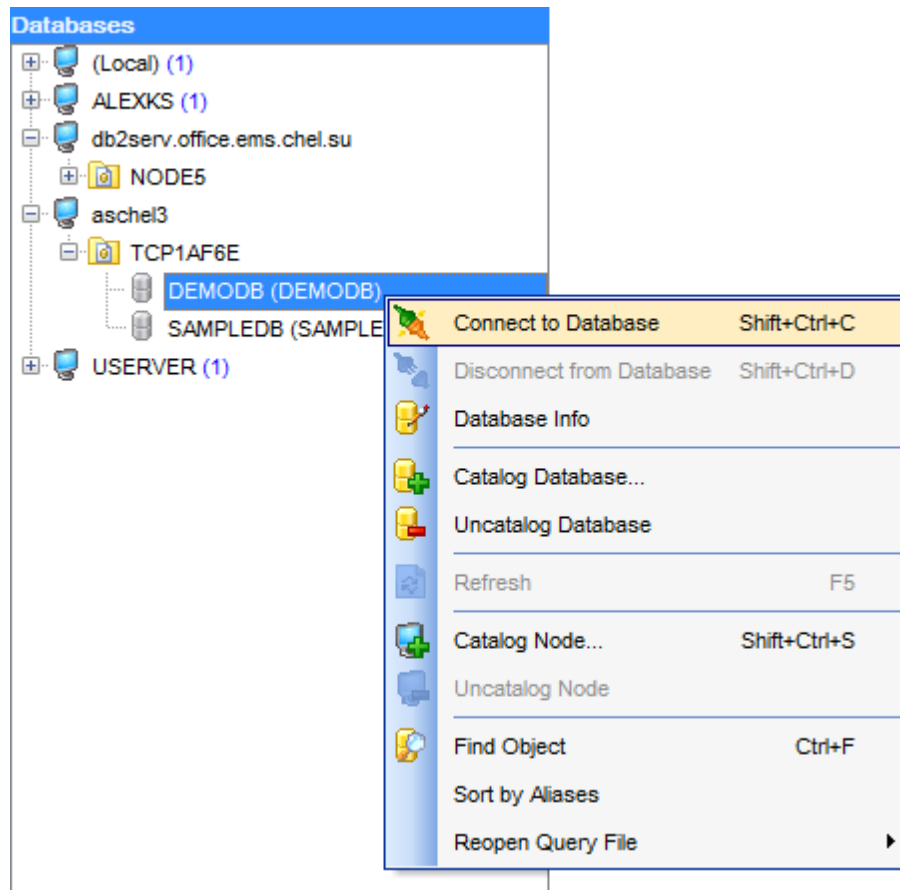 Databases
(Local) (1)
ALEXKS (1)
db2serv.office.ems.chel.su
NODE5
aschel3
TCP1AF6E
DEMODB (DEMODB)
SAMPLEDB (SAMPLE
USERVER (1)
Connect to Database Shift+Ctrl+C
Disconnect from Database Shift+Ctrl+D
Database Info
Catalog Database...
Uncatalog Database
Refresh F5
Catalog Node... Shift+Ctrl+S
Uncatalog Node
Find Object Ctrl+F
Sort by Aliases
Reopen Query File